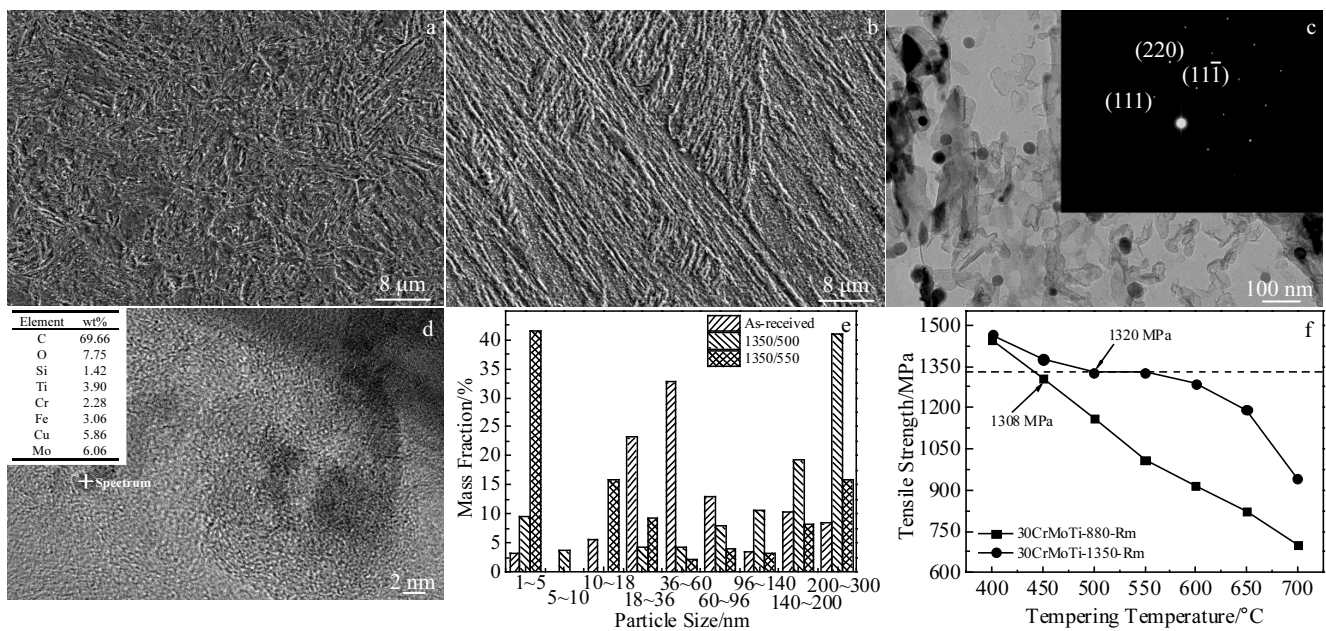 a
8 μm
b
8 μm
c
(220)
(111̄)
(111)
100 nm
d
Element wt%
C 69.66
O 7.75
Si 1.42
Ti 3.90
Cr 2.28
Fe 3.06
Cu 5.86
Mo 6.06
Spectrum
2 nm
e
As-received
1350/500
1350/550
Mass Fraction/%
40
35
30
25
20
15
10
5
0
1~5
5~10
10~18
18~36
36~60
60~96
96~140
140~200
200~300
Particle Size/nm
f
Tensile Strength/MPa
1500
1350
1200
1050
900
750
600
1320 MPa
1308 MPa
30CrMoTi-880-Rm
30CrMoTi-1350-Rm
400 450 500 550 600 650 700
Tempering Temperature/°C